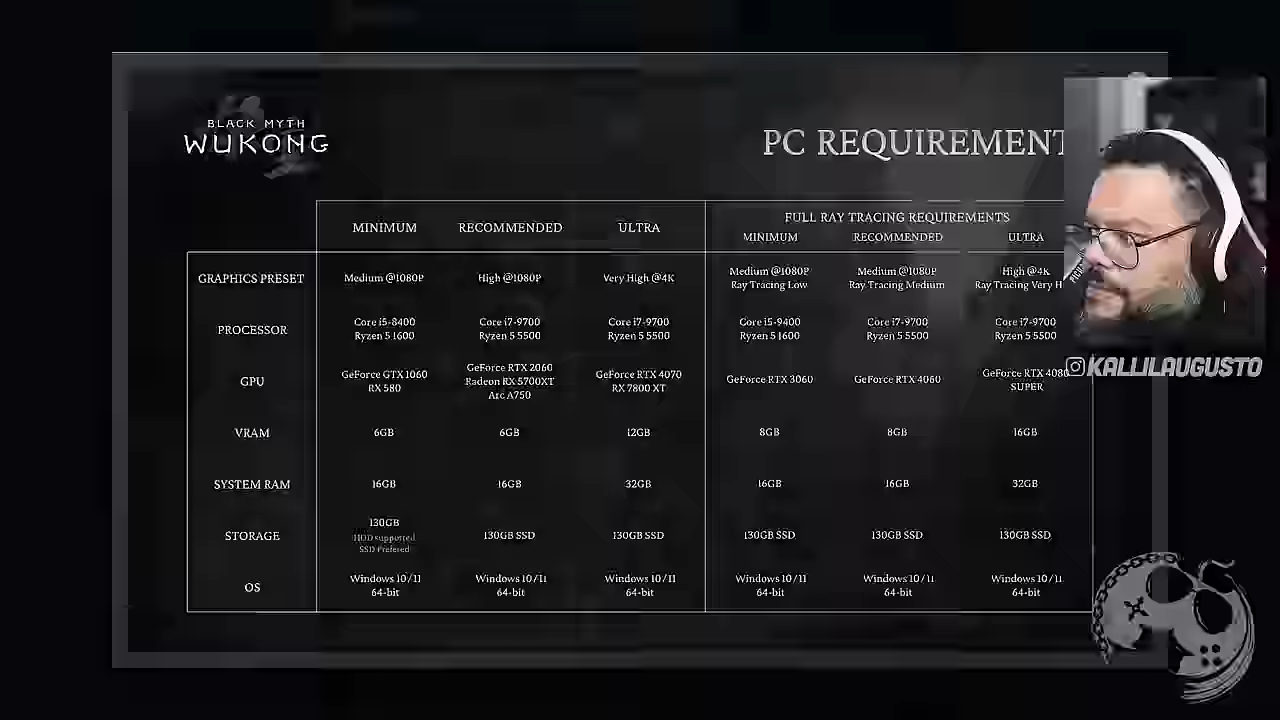 BLACK MYTH
WUKONG
PC REQUIREMENT
FULL RAY TRACING REQUIREMENTS
MINIMUM RECOMMENDED ULTRA MINIMUM RECOMMENDED ULTRA
GRAPHICS PRESET Medium @1080P High @1080P Very High @4K Medium @1080P Medium @1080P High @4K
Ray Tracing Low Ray Tracing Medium Ray Tracing Very H
PROCESSOR Core i5-8400 Core i7-9700 Core i7-9700 Core i5-9400 Core i7-9700 Core i7-9700
Ryzen 5 1600 Ryzen 5 5500 Ryzen 5 5500 Ryzen 5 1600 Ryzen 5 5500 Ryzen 5 5500
GPU GeForce GTX 1060 GeForce RTX 2060 GeForce RTX 4070 GeForce RTX 3060 GeForce RTX 4060 GeForce RTX 4080
RX 580 Radeon RX 5700XT RX 7800 XT SUPER
Arc A750
VRAM 6GB 6GB 12GB 8GB 8GB 16GB
SYSTEM RAM 16GB 16GB 32GB 16GB 16GB 32GB
STORAGE 130GB 130GB SSD 130GB SSD 130GB SSD 130GB SSD 130GB SSD
HDD supported
SSD Prefered
OS Windows 10/11 Windows 10/11 Windows 10/11 Windows 10/11 Windows 10/11 Windows 10/11
64-bit 64-bit 64-bit 64-bit 64-bit 64-bit
KALLILAUGUSTO